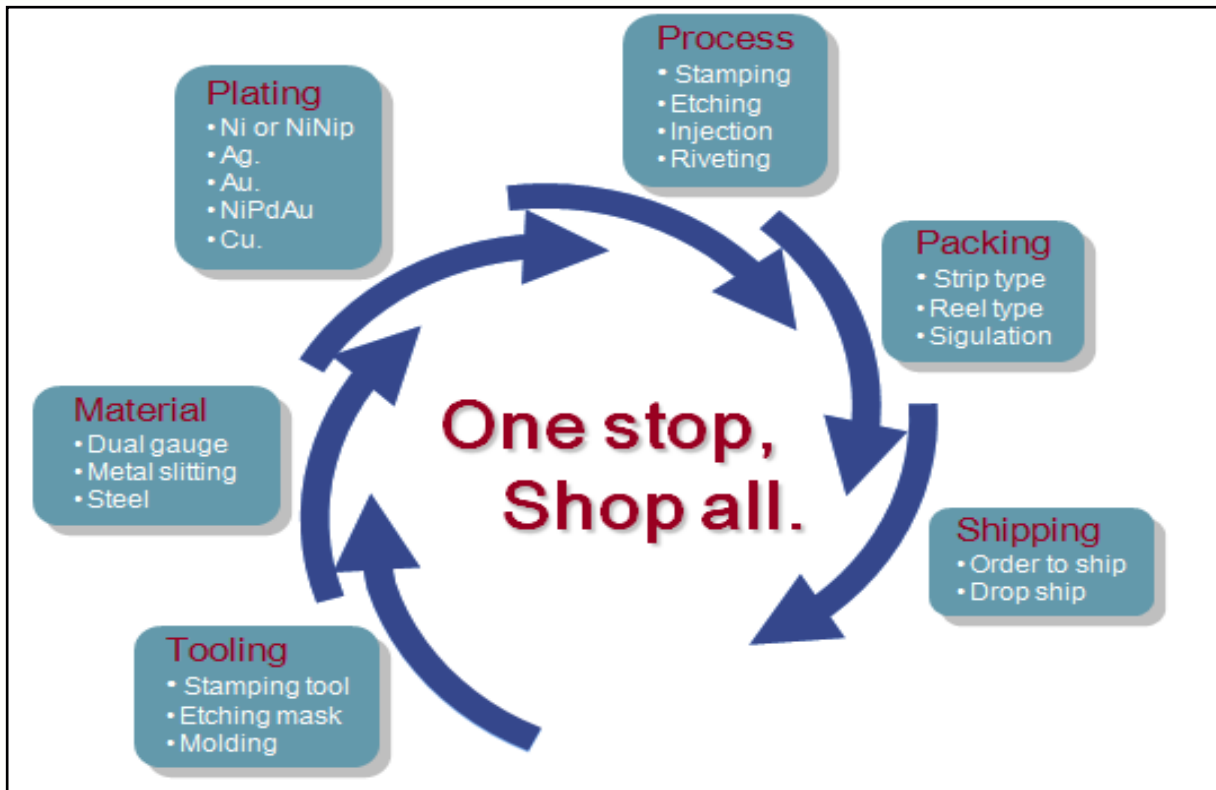 Process
• Stamping
• Etching
• Injection
• Riveting
Plating
• Ni or NiNip
• Ag.
• Au.
• NiPdAu
• Cu.
Packing
• Strip type
• Reel type
• Sigulation
Material
• Dual gauge
• Metal slitting
• Steel
One stop,
Shop all.
Shipping
• Order to ship
• Drop ship
Tooling
• Stamping tool
• Etching mask
• Molding